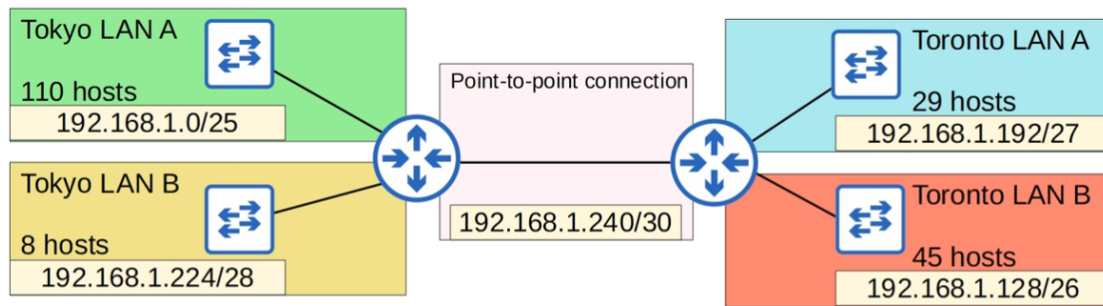 Tokyo LAN A
110 hosts
192.168.1.0/25
Tokyo LAN B
8 hosts
192.168.1.224/28
Point-to-point connection
192.168.1.240/30
Toronto LAN A
29 hosts
192.168.1.192/27
Toronto LAN B
45 hosts
192.168.1.128/26